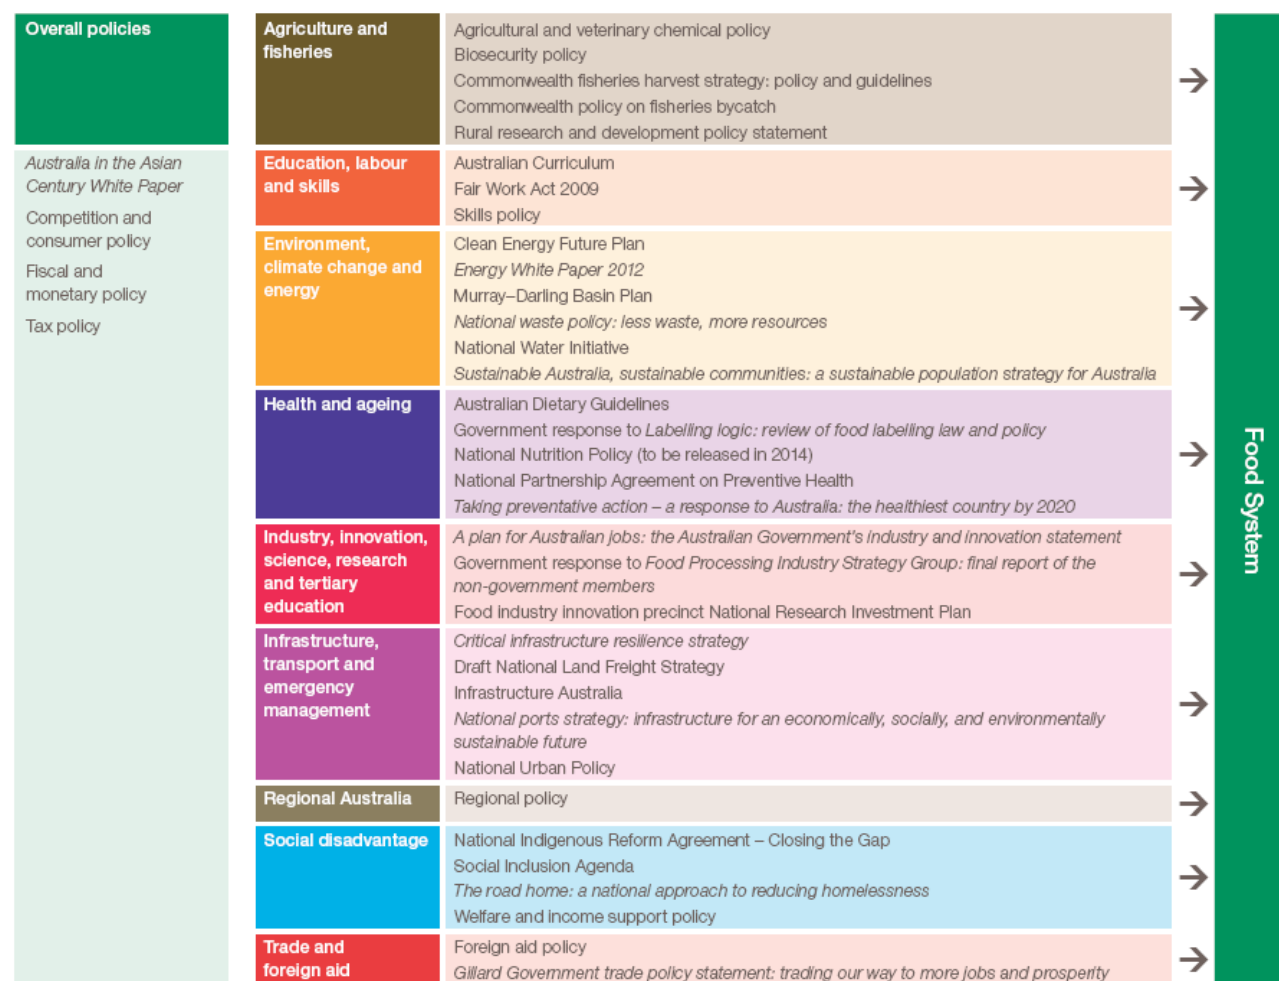 Overall policies
Australia in the Asian
Century White Paper
Competition and
consumer policy
Fiscal and
monetary policy
Tax policy
Agriculture and
fisheries
Agricultural and veterinary chemical policy
Biosecurity policy
Commonwealth fisheries harvest strategy: policy and guidelines
Commonwealth policy on fisheries bycatch
Rural research and development policy statement
Education, labour
and skills
Australian Curriculum
Fair Work Act 2009
Skills policy
Environment,
climate change and
energy
Clean Energy Future Plan
Energy White Paper 2012
Murray–Darling Basin Plan
National waste policy: less waste, more resources
National Water Initiative
Sustainable Australia, sustainable communities: a sustainable population strategy for Australia
Health and ageing
Australian Dietary Guidelines
Government response to Labelling logic: review of food labelling law and policy
National Nutrition Policy (to be released in 2014)
National Partnership Agreement on Preventive Health
Taking preventative action – a response to Australia: the healthiest country by 2020
Industry, innovation,
science, research
and tertiary
education
A plan for Australian jobs: the Australian Government's industry and innovation statement
Government response to Food Processing Industry Strategy Group: final report of the
non-government members
Food industry innovation precinct National Research Investment Plan
Infrastructure,
transport and
emergency
management
Critical infrastructure resilience strategy
Draft National Land Freight Strategy
Infrastructure Australia
National ports strategy: infrastructure for an economically, socially, and environmentally
sustainable future
National Urban Policy
Regional Australia
Regional policy
Social disadvantage
National Indigenous Reform Agreement – Closing the Gap
Social Inclusion Agenda
The road home: a national approach to reducing homelessness
Welfare and income support policy
Trade and
foreign aid
Foreign aid policy
Gillard Government trade policy statement: trading our way to more jobs and prosperity
Food System